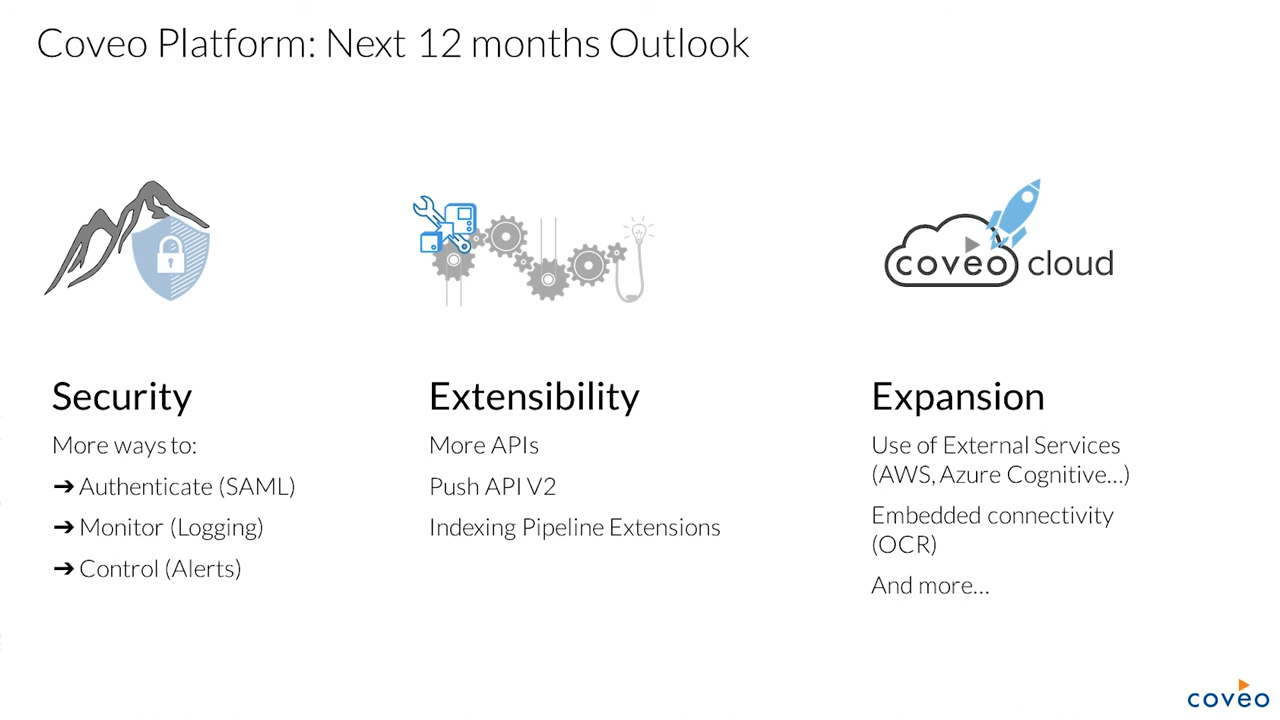 Coveo Platform: Next 12 months Outlook
coveo cloud
Security
More ways to:
➔ Authenticate (SAML)
➔ Monitor (Logging)
➔ Control (Alerts)
Extensibility
More APIs
Push API V2
Indexing Pipeline Extensions
Expansion
Use of External Services
(AWS, Azure Cognitive...)
Embedded connectivity
(OCR)
And more...
coveo